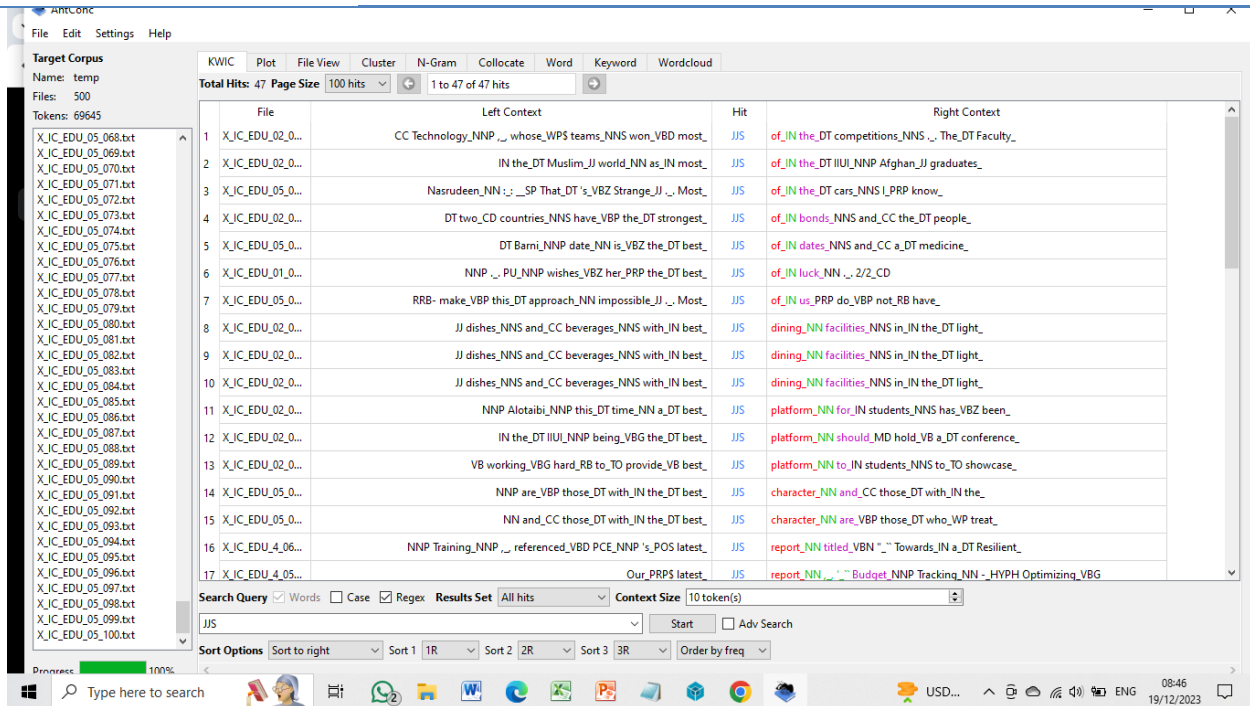 AntConc
File Edit Settings Help
Target Corpus
Name: temp
Files: 500
Tokens: 69645
X_IC_EDU_05_068.txt
X_IC_EDU_05_069.txt
X_IC_EDU_05_070.txt
X_IC_EDU_05_071.txt
X_IC_EDU_05_072.txt
X_IC_EDU_05_073.txt
X_IC_EDU_05_074.txt
X_IC_EDU_05_075.txt
X_IC_EDU_05_076.txt
X_IC_EDU_05_077.txt
X_IC_EDU_05_078.txt
X_IC_EDU_05_079.txt
X_IC_EDU_05_080.txt
X_IC_EDU_05_081.txt
X_IC_EDU_05_082.txt
X_IC_EDU_05_083.txt
X_IC_EDU_05_084.txt
X_IC_EDU_05_085.txt
X_IC_EDU_05_086.txt
X_IC_EDU_05_087.txt
X_IC_EDU_05_088.txt
X_IC_EDU_05_089.txt
X_IC_EDU_05_090.txt
X_IC_EDU_05_091.txt
X_IC_EDU_05_092.txt
X_IC_EDU_05_093.txt
X_IC_EDU_05_094.txt
X_IC_EDU_05_095.txt
X_IC_EDU_05_096.txt
X_IC_EDU_05_097.txt
X_IC_EDU_05_098.txt
X_IC_EDU_05_099.txt
X_IC_EDU_05_100.txt
Progress 100%
KWIC Plot File View Cluster N-Gram Collocate Word Keyword Wordcloud
Total Hits: 47 Page Size 100 hits 1 to 47 of 47 hits
File Left Context Hit Right Context
1 X_IC_EDU_02_0... CC Technology_NNP ,_, whose_WP$ teams_NNS won_VBD most_ JJS of_IN the_DT competitions_NNS ._. The_DT Faculty_
2 X_IC_EDU_02_0... IN the_DT Muslim_JJ world_NN as_IN most_ JJS of_IN the_DT IIUI_NNP Afghan_JJ graduates_
3 X_IC_EDU_05_0... Nasrudeen_NN :_: __SP That_DT 's_VBZ Strange_JJ ._. Most_ JJS of_IN the_DT cars_NNS I_PRP know_
4 X_IC_EDU_02_0... DT two_CD countries_NNS have_VBP the_DT strongest_ JJS of_IN bonds_NNS and_CC the_DT people_
5 X_IC_EDU_05_0... DT Barni_NNP date_NN is_VBZ the_DT best_ JJS of_IN dates_NNS and_CC a_DT medicine_
6 X_IC_EDU_01_0... NNP ._. PU_NNP wishes_VBZ her_PRP the_DT best_ JJS of_IN luck_NN ._. 2/2_CD
7 X_IC_EDU_05_0... RRB- make_VBP this_DT approach_NN impossible_JJ ._. Most_ JJS of_IN us_PRP do_VBP not_RB have_
8 X_IC_EDU_02_0... JJ dishes_NNS and_CC beverages_NNS with_IN best_ JJS dining_NN facilities_NNS in_IN the_DT light_
9 X_IC_EDU_02_0... JJ dishes_NNS and_CC beverages_NNS with_IN best_ JJS dining_NN facilities_NNS in_IN the_DT light_
10 X_IC_EDU_02_0... JJ dishes_NNS and_CC beverages_NNS with_IN best_ JJS dining_NN facilities_NNS in_IN the_DT light_
11 X_IC_EDU_02_0... NNP Alotaibi_NNP this_DT time_NN a_DT best_ JJS platform_NN for_IN students_NNS has_VBZ been_
12 X_IC_EDU_02_0... IN the_DT IIUI_NNP being_VBG the_DT best_ JJS platform_NN should_MD hold_VB a_DT conference_
13 X_IC_EDU_02_0... VB working_VBG hard_RB to_TO provide_VB best_ JJS platform_NN to_IN students_NNS to_TO showcase_
14 X_IC_EDU_05_0... NNP are_VBP those_DT with_IN the_DT best_ JJS character_NN and_CC those_DT with_IN the_
15 X_IC_EDU_05_0... NN and_CC those_DT with_IN the_DT best_ JJS character_NN are_VBP those_DT who_WP treat_
16 X_IC_EDU_4_06... NNP Training_NNP ,_, referenced_VBD PCE_NNP 's_POS latest_ JJS report_NN titled_VBN "_`` Towards_IN a_DT Resilient_
17 X_IC_EDU_4_05... Our_PRP$ latest_ JJS report_NN ,_, '_`` Budget_NNP Tracking_NN -_HYPH Optimizing_VBG
Search Query Words Case Regex Results Set All hits Context Size 10 token(s)
JJS Start Adv Search
Sort Options Sort to right Sort 1 1R Sort 2 2R Sort 3 3R Order by freq
Type here to search 2 USD... ENG 08:46
19/12/2023